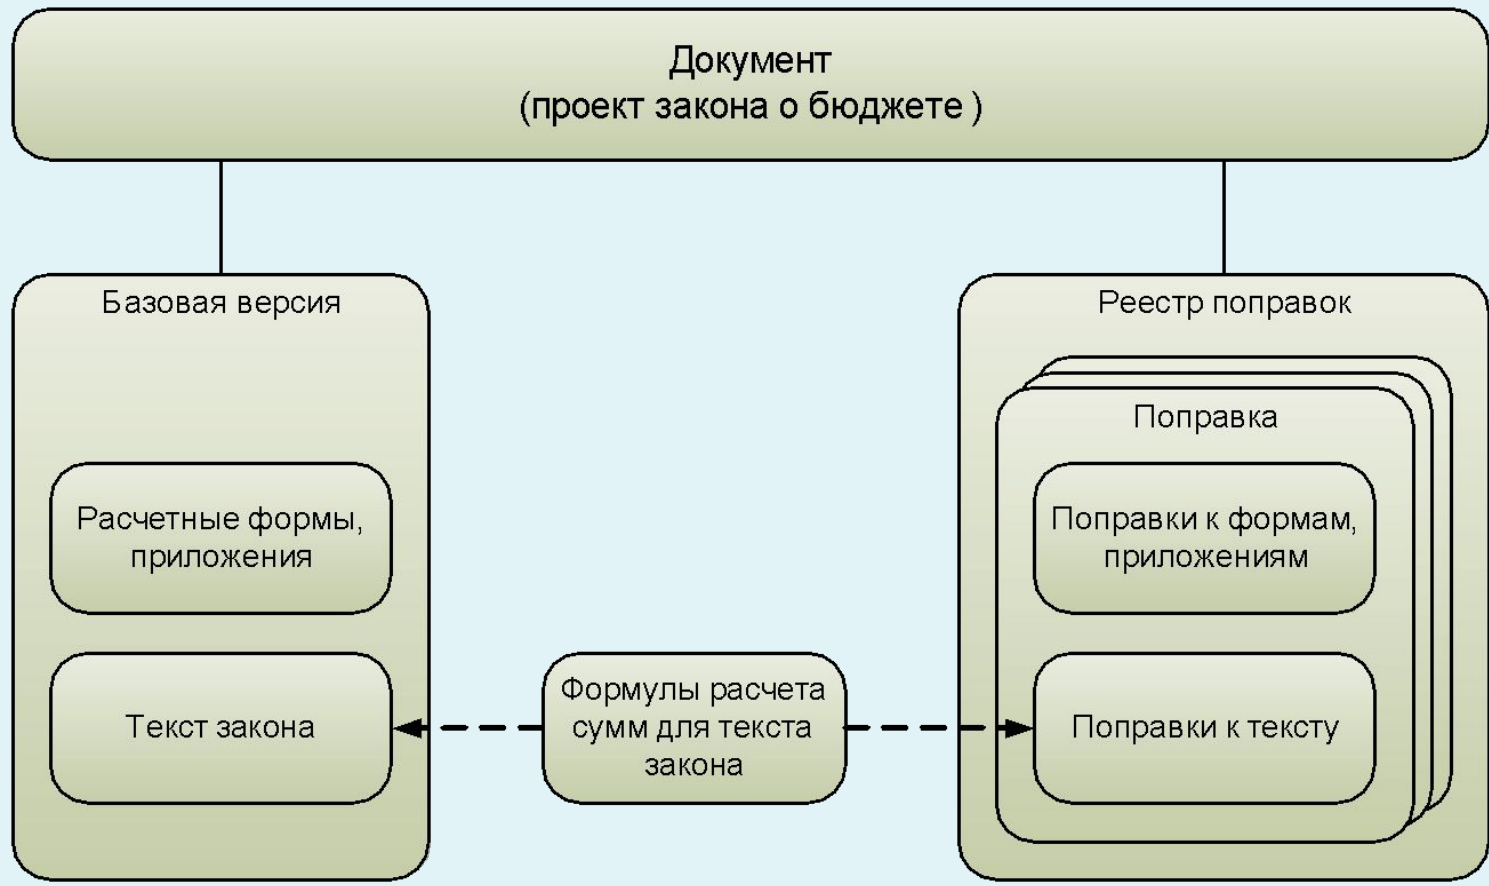 Документ
(проект закона о бюджете )
Базовая версия
Расчетные формы,
приложения
Текст закона
Формулы расчета
сумм для текста
закона
Реестр поправок
Поправка
Поправки к формам,
приложениям
Поправки к тексту